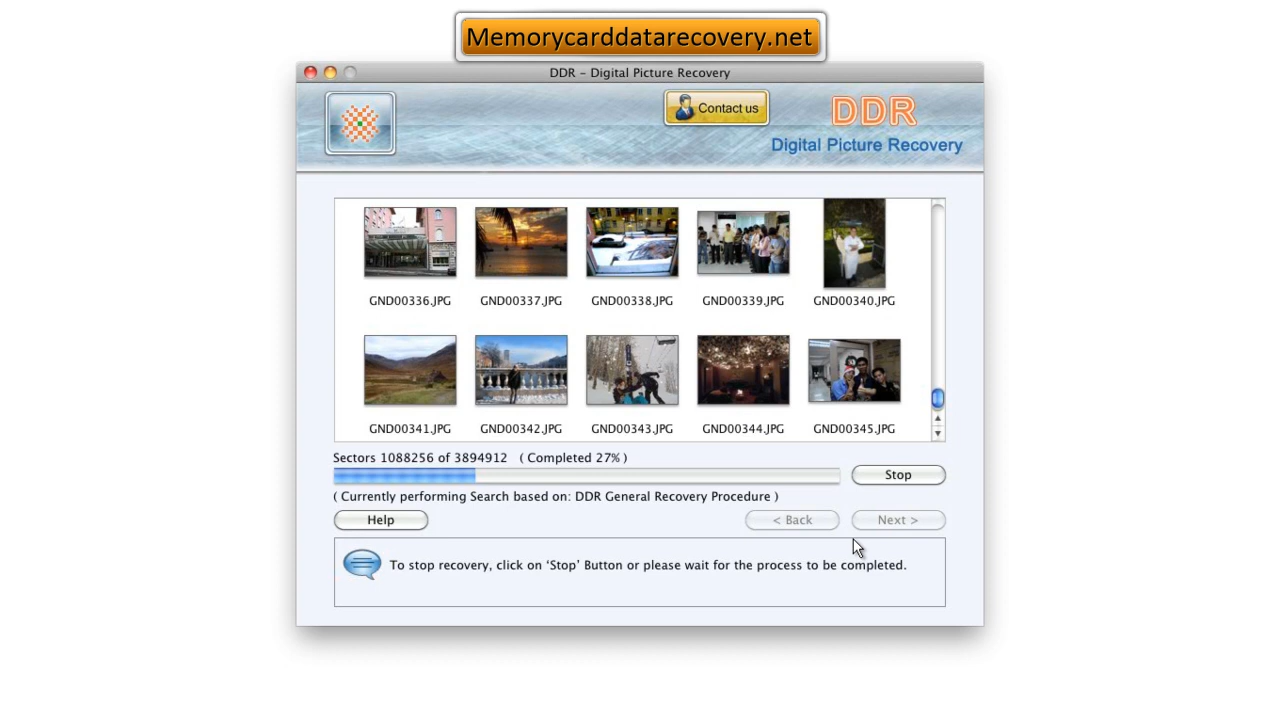 Memorycarddatarecovery.net
DDR - Digital Picture Recovery
Contact us
DDR
Digital Picture Recovery
GND00336.JPG GND00337.JPG GND00338.JPG GND00339.JPG GND00340.JPG
GND00341.JPG GND00342.JPG GND00343.JPG GND00344.JPG GND00345.JPG
Sectors 1088256 of 3894912 ( Completed 27% )
Stop
( Currently performing Search based on: DDR General Recovery Procedure )
Help < Back Next >
To stop recovery, click on ‘Stop’ Button or please wait for the process to be completed.